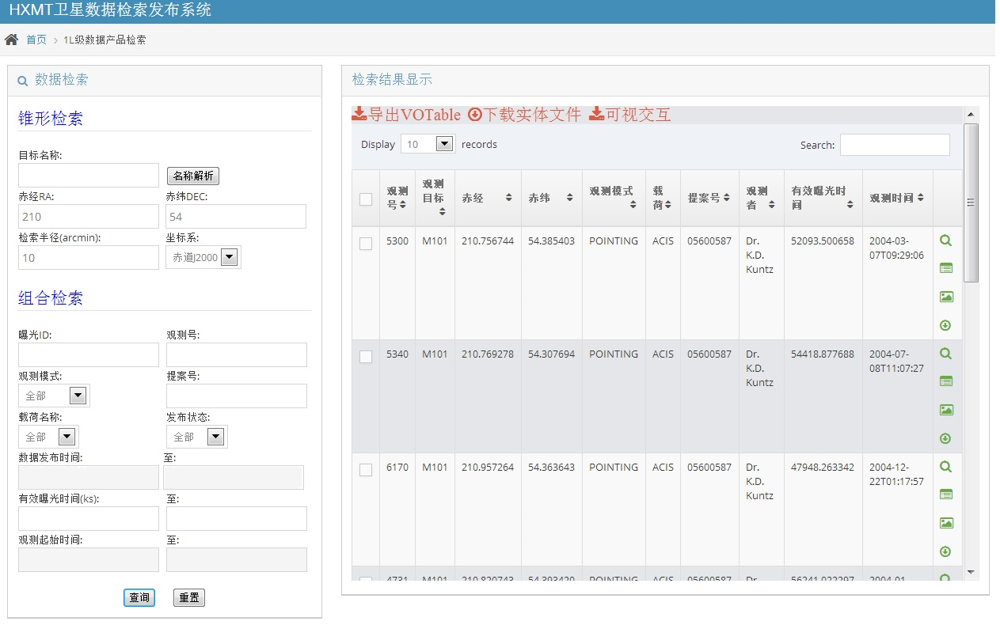 HXMT卫星数据检索发布系统
首页 > 1L级数据产品检索
数据检索
锥形检索
目标名称:
名称解析
赤经RA: 赤纬DEC:
210 54
检索半径(arcmin): 坐标系:
10 赤道J2000
组合检索
曝光ID: 观测号:
观测模式: 提案号:
全部
载荷名称: 发布状态:
全部 全部
数据发布时间: 至:
有效曝光时间(ks): 至:
观测起始时间: 至:
查询 重置
检索结果显示
导出VOTable 下载实体文件 可视交互
Display 10 records Search:
观测号 观测目标 赤经 赤纬 观测模式 载荷 提案号 观测者 有效曝光时间 观测时间
5300 M101 210.756744 54.385403 POINTING ACIS 05600587 Dr. K.D. Kuntz 52093.500658 2004-03-07T09:29:06
5340 M101 210.769278 54.307694 POINTING ACIS 05600587 Dr. K.D. Kuntz 54418.877688 2004-07-08T11:07:27
6170 M101 210.957264 54.363643 POINTING ACIS 05600587 Dr. K.D. Kuntz 47948.263342 2004-12-22T01:17:57
4731 M101 210.820743 54.393420 POINTING ACIS 05600587 Dr. 56241.022297 2004-01-